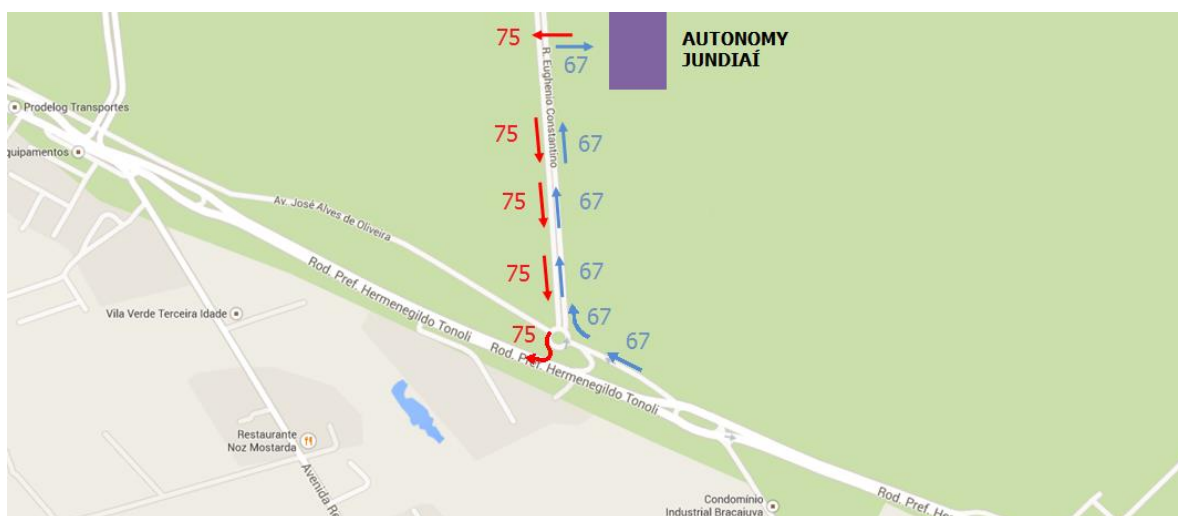 75
R. Eughenio Constantino
67
AUTONOMY
JUNDIAÍ
Prodelog Transportes
75
67
quipamentos
75
67
Av. José Alves de Oliveira
Rod. Pref. Hermenegildo Tonoli
75
67
Vila Verde Terceira Idade
75
67
67
Rod. Pref. Hermenegildo Tonoli
Restaurante
Noz Mostarda
Avenida Re
Condomínio
Industrial Bracaiuva
Rod. Pref. He